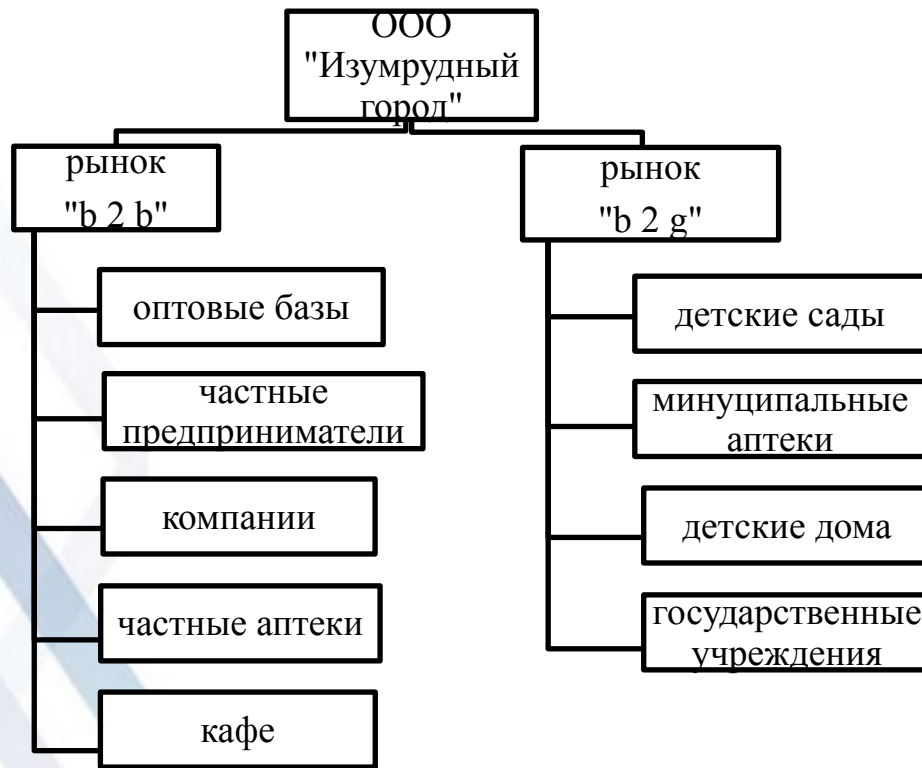 ООО
"Изумрудный
город"
рынок
"b 2 b"
оптовые базы
частные
предприниматели
компании
частные аптеки
кафе
рынок
"b 2 g"
детские сады
минуципальные
аптеки
детские дома
государственные
учреждения